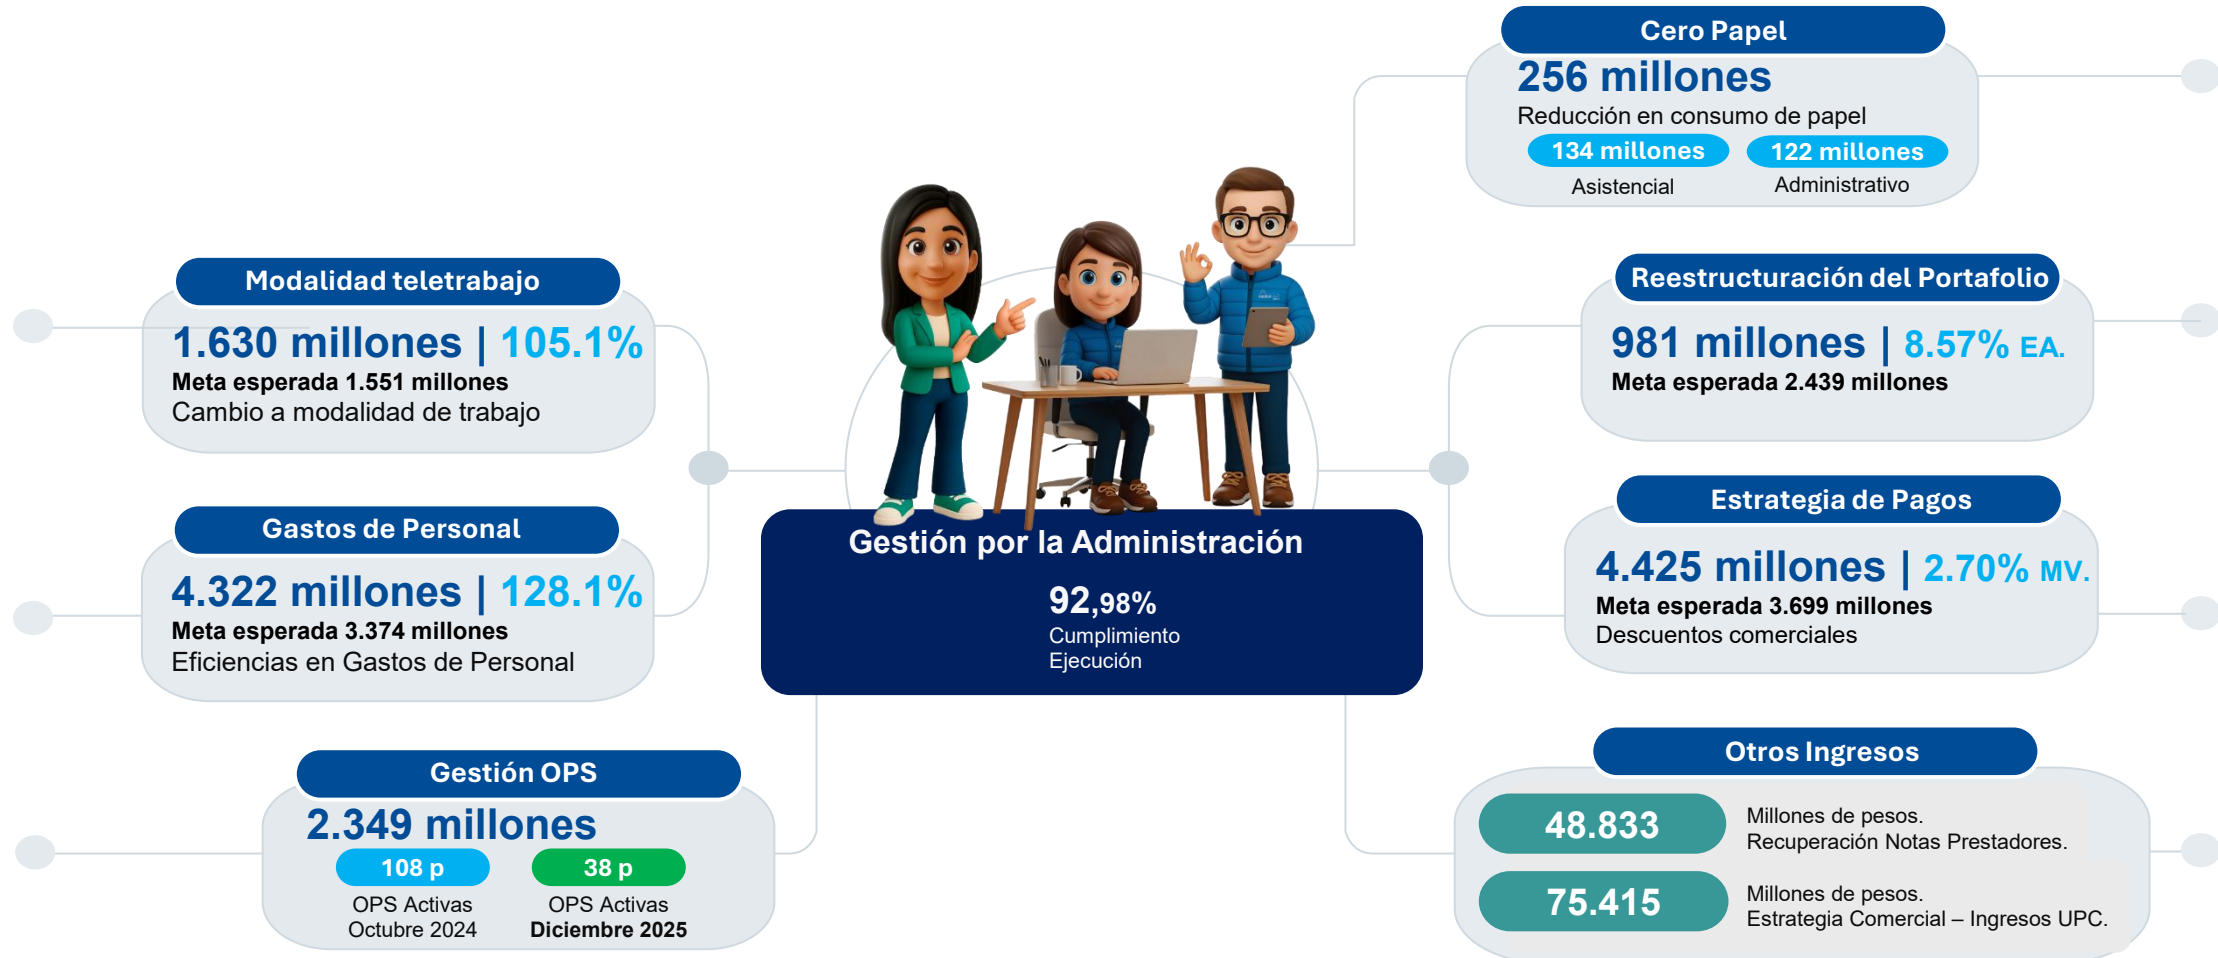 Cero Papel
256 millones
Reducción en consumo de papel
134 millones
122 millones
Asistencial
Administrativo
Modalidad teletrabajo
1.630 millones | 105.1%
Meta esperada 1.551 millones
Cambio a modalidad de trabajo
Reestructuración del Portafolio
981 millones | 8.57% EA.
Meta esperada 2.439 millones
Gastos de Personal
4.322 millones | 128.1%
Meta esperada 3.374 millones
Eficiencias en Gastos de Personal
Gestión por la Administración
92,98%
Cumplimiento
Ejecución
Estrategia de Pagos
4.425 millones | 2.70% MV.
Meta esperada 3.699 millones
Descuentos comerciales
Gestión OPS
2.349 millones
108 p
38 p
OPS Activas
Octubre 2024
OPS Activas
Diciembre 2025
Otros Ingresos
48.833
Millones de pesos.
Recuperación Notas Prestadores.
75.415
Millones de pesos.
Estrategia Comercial – Ingresos UPC.